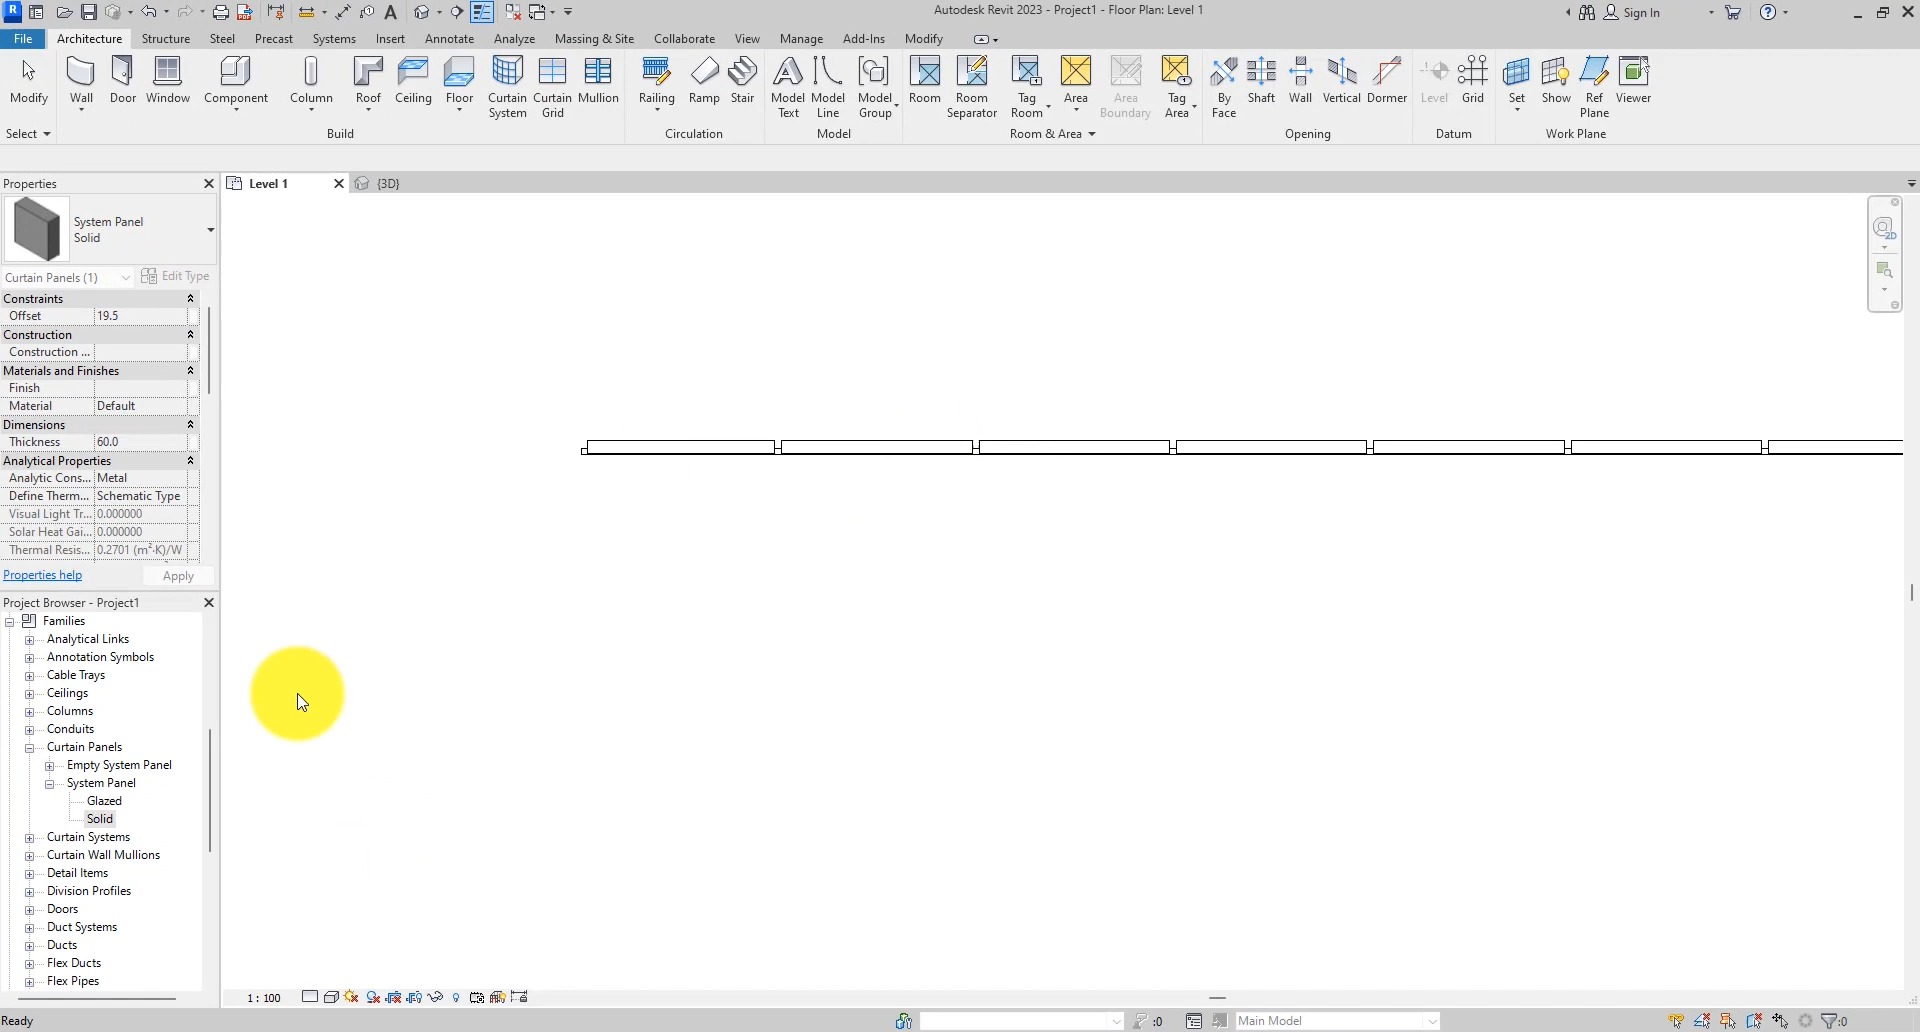 Autodesk Revit 2023 - Project1 - Floor Plan: Level 1
Sign In
File
Architecture
Structure
Steel
Precast
Systems
Insert
Annotate
Analyze
Massing & Site
Collaborate
View
Manage
Add-Ins
Modify
Modify
Wall
Door
Window
Component
Column
Roof
Ceiling
Floor
Curtain System
Curtain Grid
Mullion
Railing
Ramp
Stair
Model Text
Model Line
Model Group
Room
Room Separator
Tag Room
Area
Area Boundary
Tag Area
By Face
Shaft
Wall
Vertical
Dormer
Level
Grid
Set
Show
Ref Plane
Viewer
Select
Build
Circulation
Model
Room & Area
Opening
Datum
Work Plane
Properties
Level 1
{3D}
System Panel
Solid
Curtain Panels (1)
Edit Type
Constraints
Offset 19.5
Construction
Construction ...
Materials and Finishes
Finish
Material Default
Dimensions
Thickness 60.0
Analytical Properties
Analytic Cons... Metal
Define Therm... Schematic Type
Visual Light Tr... 0.000000
Solar Heat Gai... 0.000000
Thermal Resis... 0.2701 (m²·K)/W
Properties help
Apply
Project Browser - Project1
Families
Analytical Links
Annotation Symbols
Cable Trays
Ceilings
Columns
Conduits
Curtain Panels
Empty System Panel
System Panel
Glazed
Solid
Curtain Systems
Curtain Wall Mullions
Detail Items
Division Profiles
Doors
Duct Systems
Ducts
Flex Ducts
Flex Pipes
1 : 100
Ready
:0
Main Model
:0